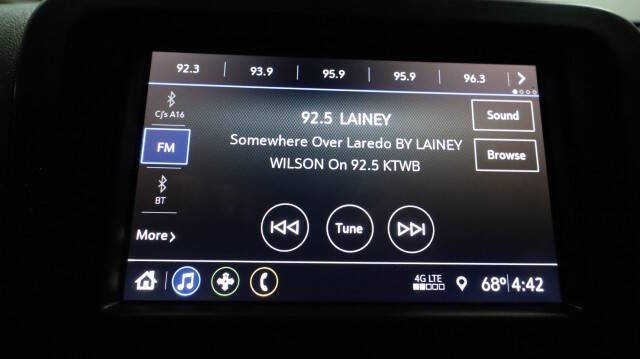 92.3 93.9 95.9 95.9 96.3
Cj's A16
92.5 LAINEY
Sound
FM
Somewhere Over Laredo BY LAINEY
WILSON On 92.5 KTWB
Browse
BT
More
Tune
4G LTE
68° 4:42